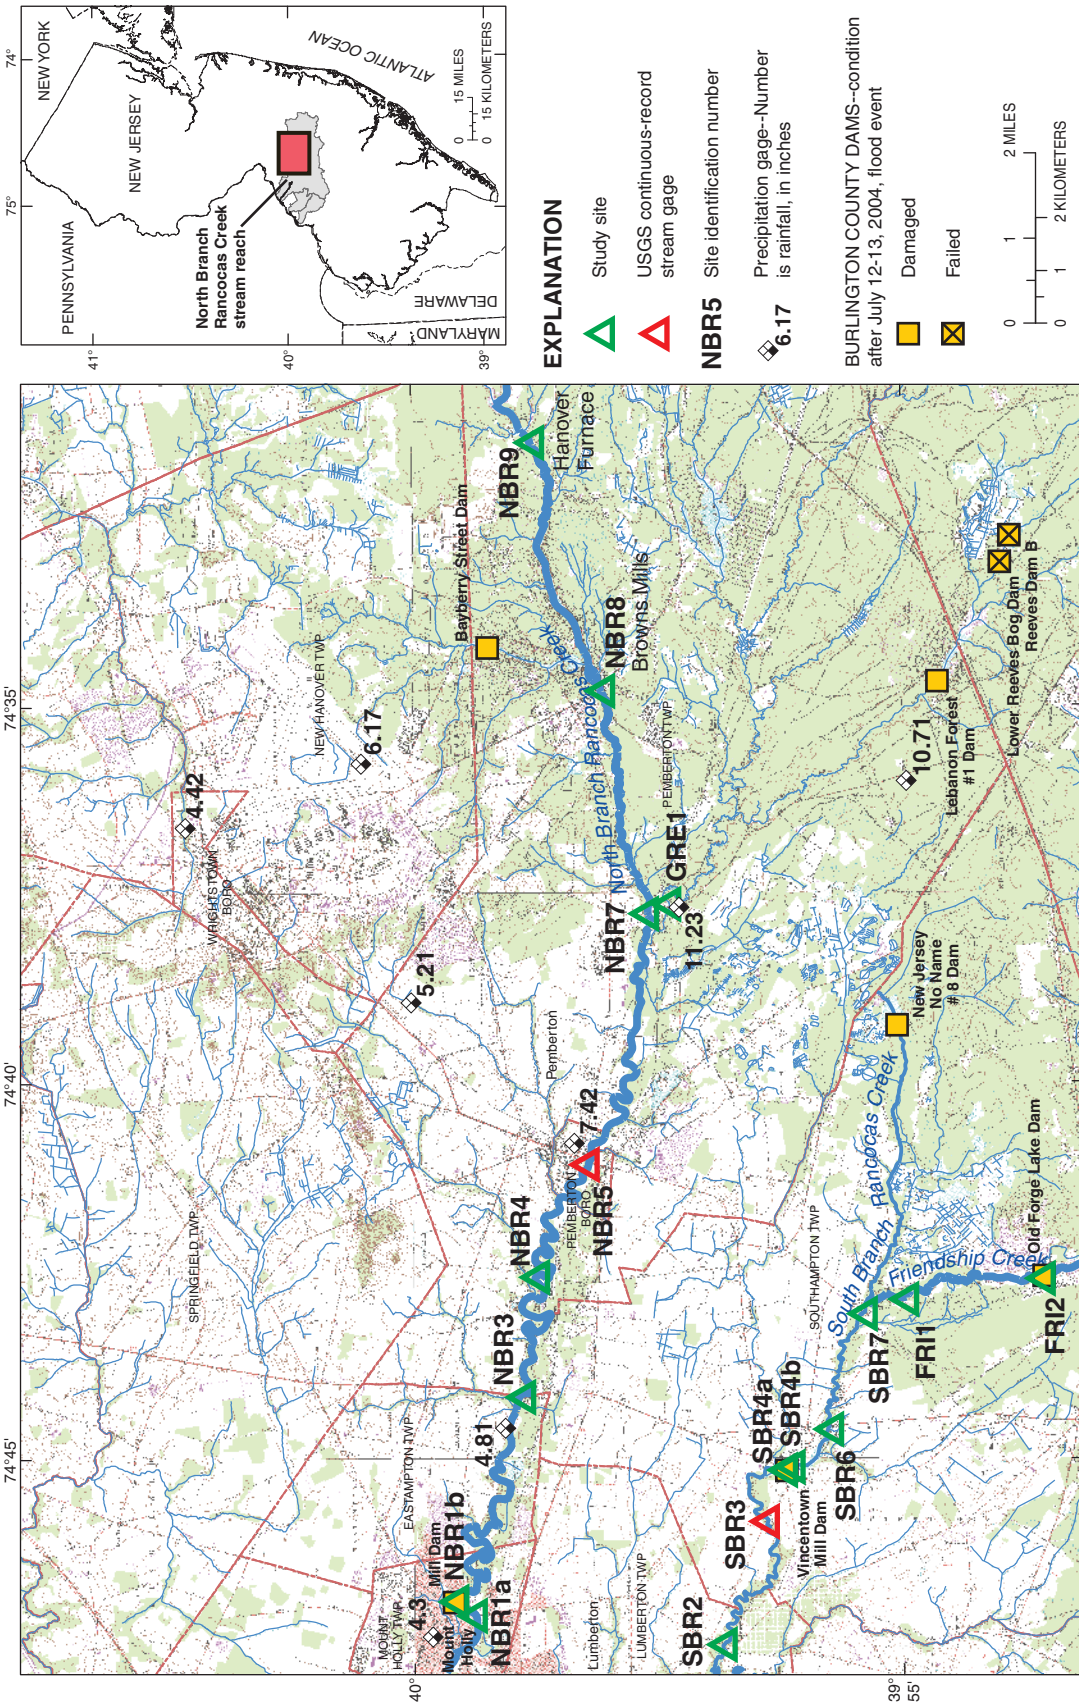 74°45'
74°40'
74°35'
40°
39°
55'
SPRINGFIELD TWP
WRIGHTSTOWN
BORO
4.42
NEW HANOVER TWP
6.17
5.21
Bayberry Street Dam
MOUNT
HOLLY TWP
EASTAMPTON TWP
4.3
Mount
Holly
Mill Dam
NBR1b
NBR1a
4.81
NBR3
NBR4
PEMBERTON
BORO
NBR5
7.42
Pemberton
NBR7
North Branch Rancocas Creek
GRE1
11.23
PEMBERTON TWP
NBR8
Browns Mills
NBR9
Hanover
Furnace
Lumberton
LUMBERTON TWP
SBR2
SBR3
Vincentown
Mill Dam
SBR4a
SBR4b
SBR6
SOUTHAMPTON TWP
South Branch Rancocas Creek
SBR7
FRI1
Friendship Creek
FRI2
Old Forge Lake Dam
New Jersey
No Name
# 8 Dam
10.71
Lebanon Forest
#1 Dam
Lower Reeves Bog Dam
Reeves Dam B
75°
74°
41°
40°
39°
PENNSYLVANIA
NEW YORK
NEW JERSEY
North Branch
Rancocas Creek
stream reach
ATLANTIC OCEAN
MARYLAND
DELAWARE
0 15 MILES
0 15 KILOMETERS
EXPLANATION
Study site
USGS continuous-record
stream gage
NBR5 Site identification number
6.17 Precipitation gage--Number
is rainfall, in inches
BURLINGTON COUNTY DAMS--condition
after July 12-13, 2004, flood event
Damaged
Failed
0 1 2 MILES
0 1 2 KILOMETERS